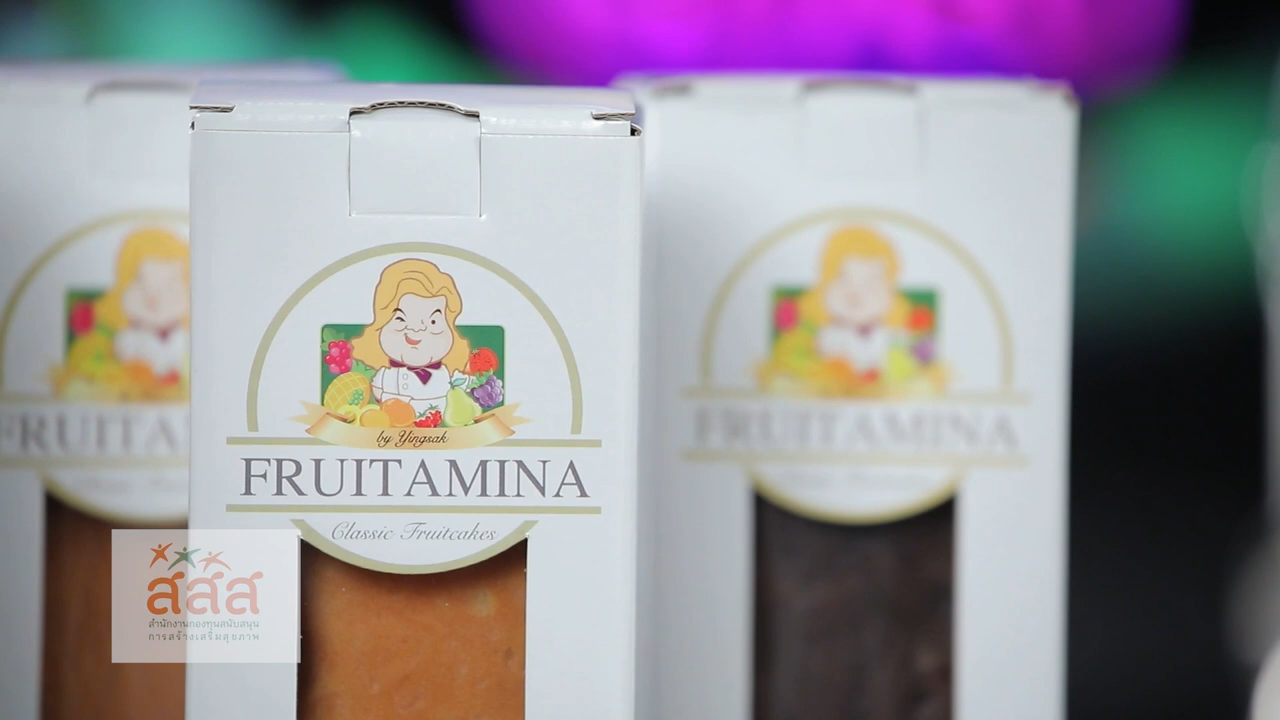 by Yingsak
FRUITAMINA
Classic Fruitcakes
FRUITAMINA
FRUITAMINA
สสส
สำนักงานกองทุนสนับสนุน
การสร้างเสริมสุขภาพ